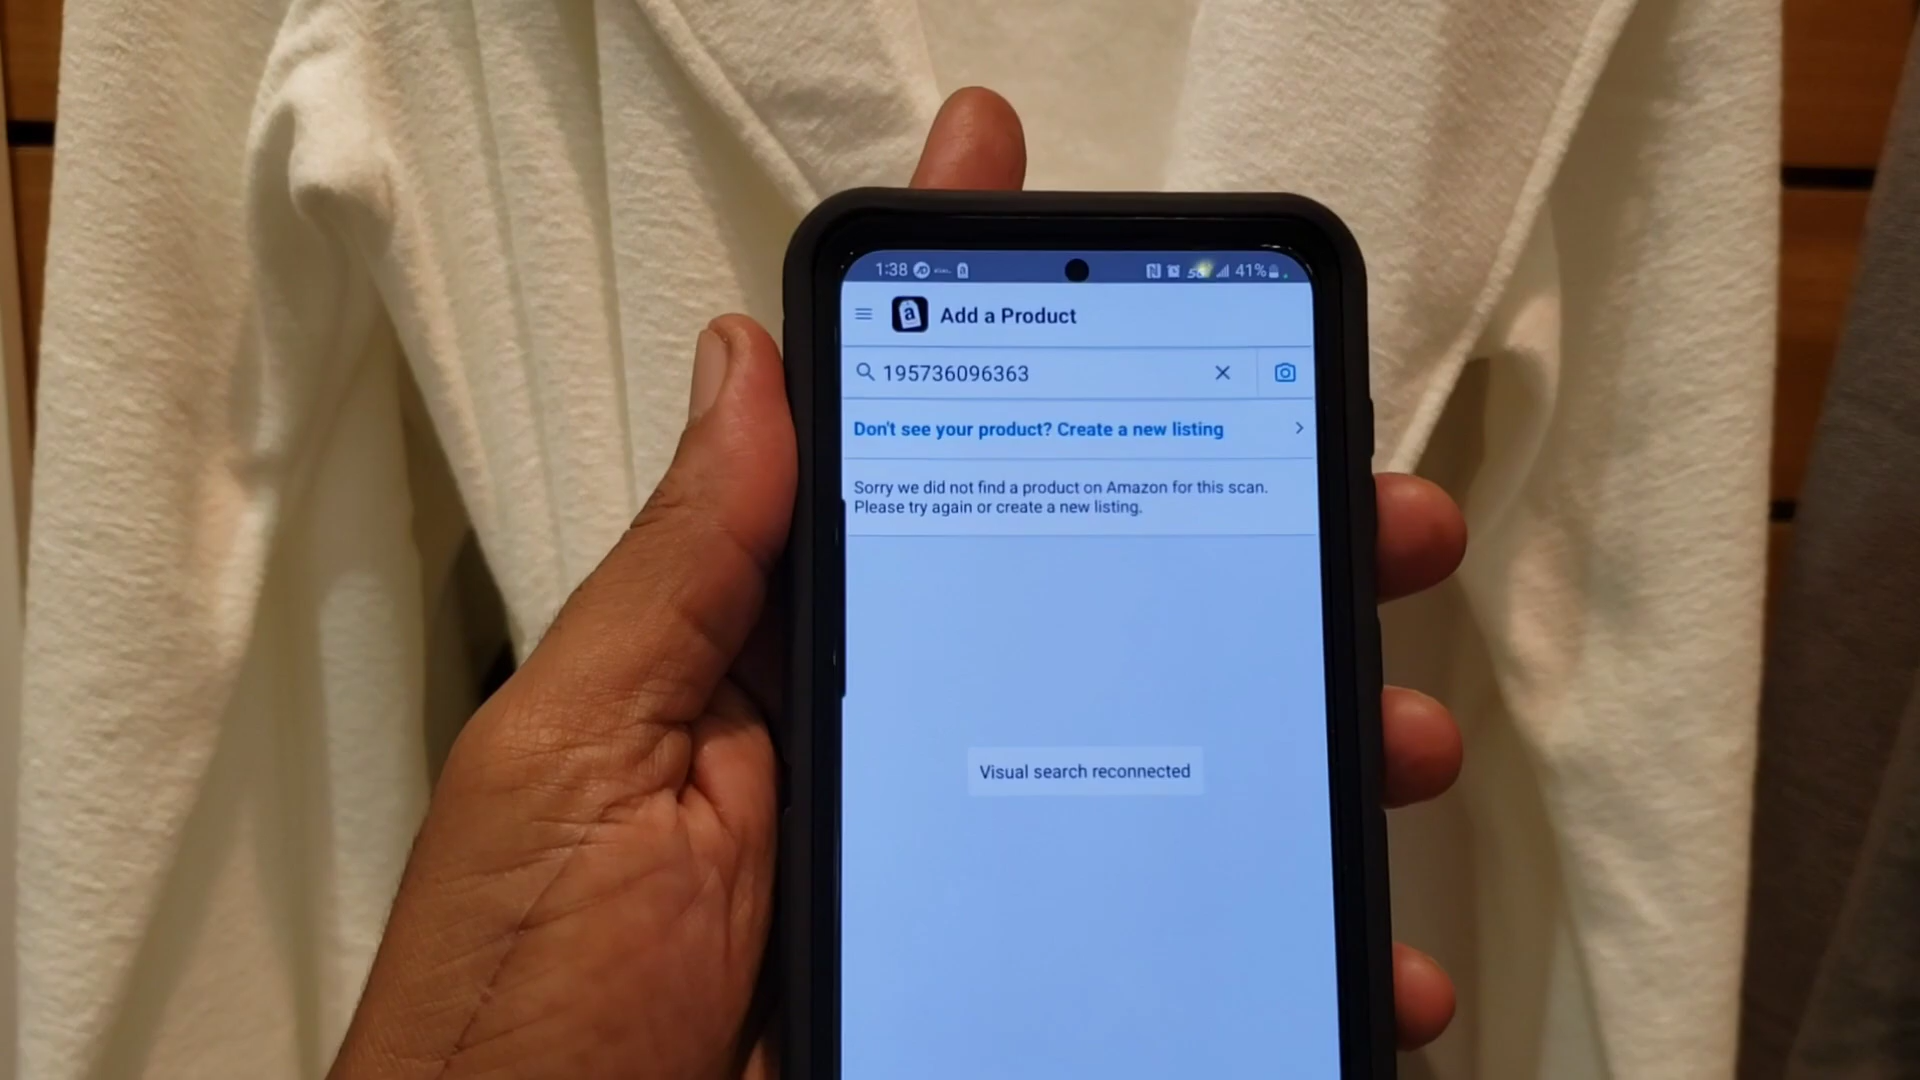 1:38 41%
Add a Product
195736096363
Don't see your product? Create a new listing
Sorry we did not find a product on Amazon for this scan.
Please try again or create a new listing.
Visual search reconnected